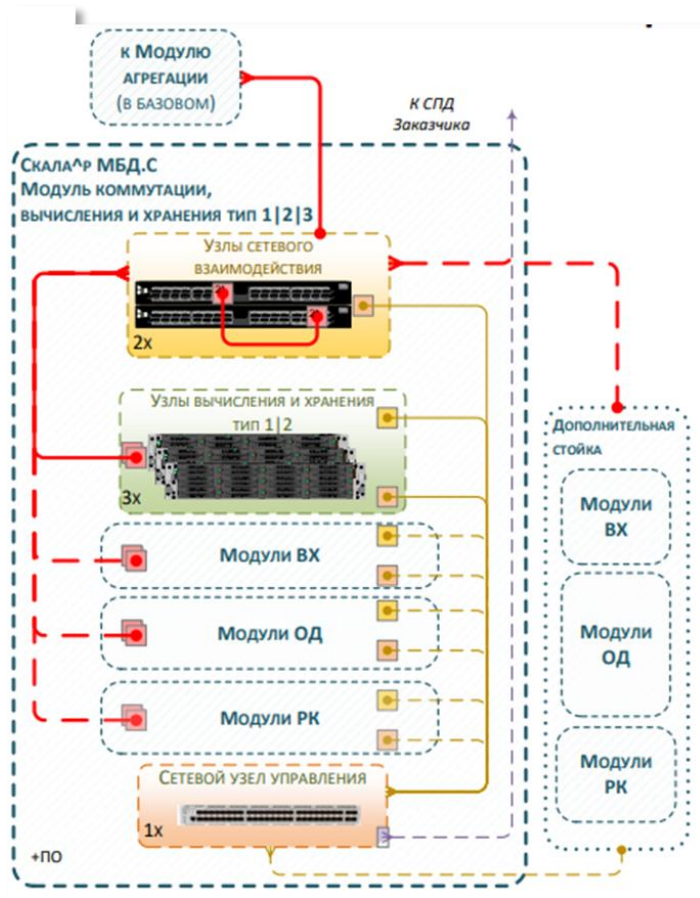 к Модулю
агрегации
(в базовом)
К СПД
Заказчика
Скала^р МБД.С
Модуль коммутации,
вычисления и хранения тип 1|2|3
Узлы сетевого
взаимодействия
2x
Узлы вычисления и хранения
тип 1|2
3x
Модули ВХ
Модули ОД
Модули РК
Сетевой узел управления
1x
+ПО
Дополнительная
стойка
Модули
ВХ
Модули
ОД
Модули
РК